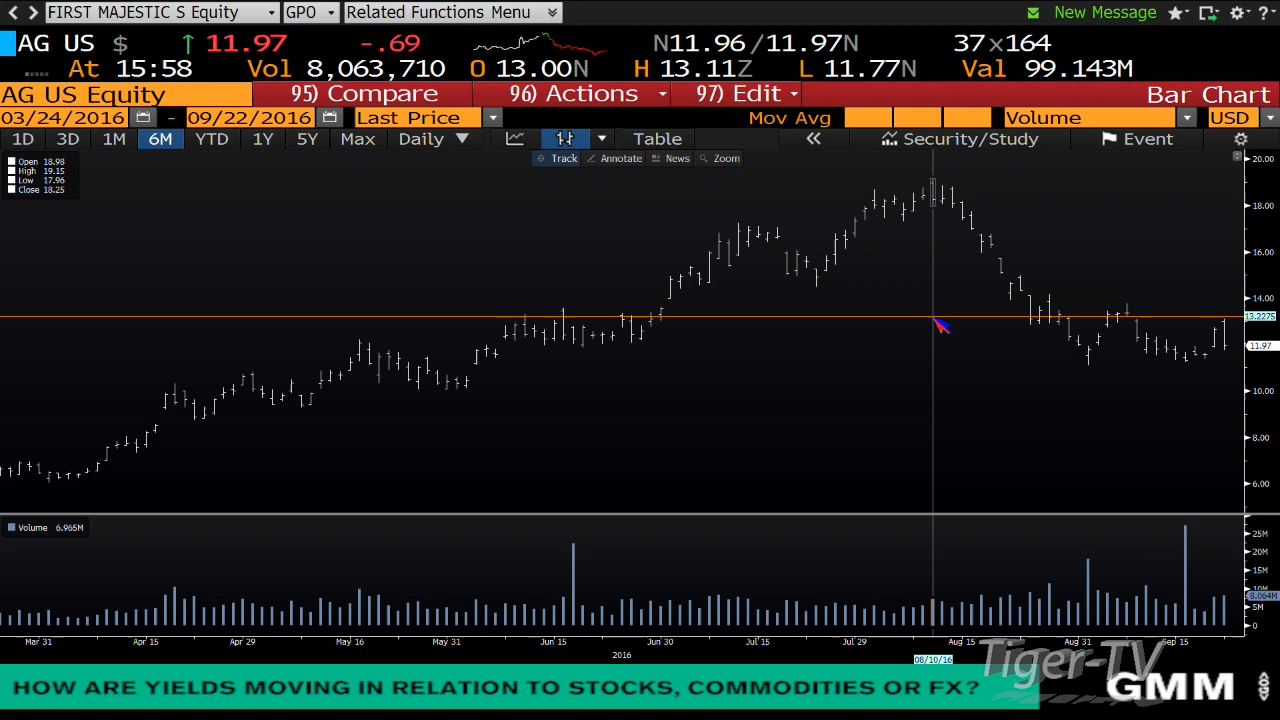 FIRST MAJESTIC S Equity GPO Related Functions Menu New Message ?
AG US $ ↑ 11.97 -.69 N11.96/11.97N 37x164
At 15:58 Vol 8,063,710 O 13.00N H 13.11Z L 11.77N Val 99.143M
AG US Equity 95) Compare 96) Actions 97) Edit Bar Chart
03/24/2016 - 09/22/2016 Last Price Mov Avg Volume USD
1D 3D 1M 6M YTD 1Y 5Y Max Daily Table Security/Study Event
Track Annotate News Zoom
Open 18.98
High 19.15
Low 17.96
Close 18.25
20.00
18.00
16.00
14.00
13.2275
11.97
10.00
8.00
6.00
Volume 6.965M
25M
20M
15M
10M
8.064M
5M
0
Mar 31 Apr 15 Apr 29 May 16 May 31 Jun 15 Jun 30 Jul 15 Jul 29 Aug 15 Aug 31 Sep 15
2016 08/10/16
Tiger-TV
HOW ARE YIELDS MOVING IN RELATION TO STOCKS, COMMODITIES OR FX? GMM